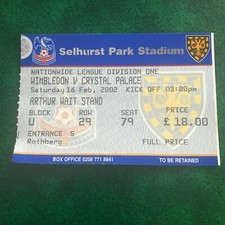 Selhurst Park Stadium
NATIONWIDE LEAGUE DIVISION ONE
WIMBLEDON V CRYSTAL PALACE
Saturday 16 Feb, 2002 KICK OFF 03:00pm
ARTHUR WAIT STAND
BLOCK ROW SEAT PRICE
U 29 79 £ 18.00
ENTRANCE 5
Rothberg FULL PRICE
BOX OFFICE 0208 771 8841 TO BE RETAINED